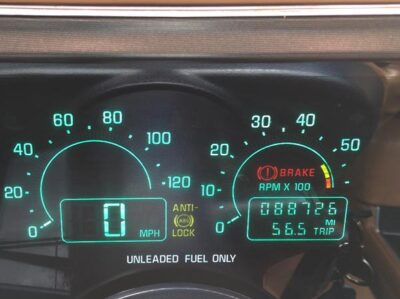 0 20 40 60 80 100 120
0 MPH
ANTI-
ABS
LOCK
0 10 20 30 40 50
BRAKE
RPM X 100
088726
MI
56.5 TRIP
UNLEADED FUEL ONLY